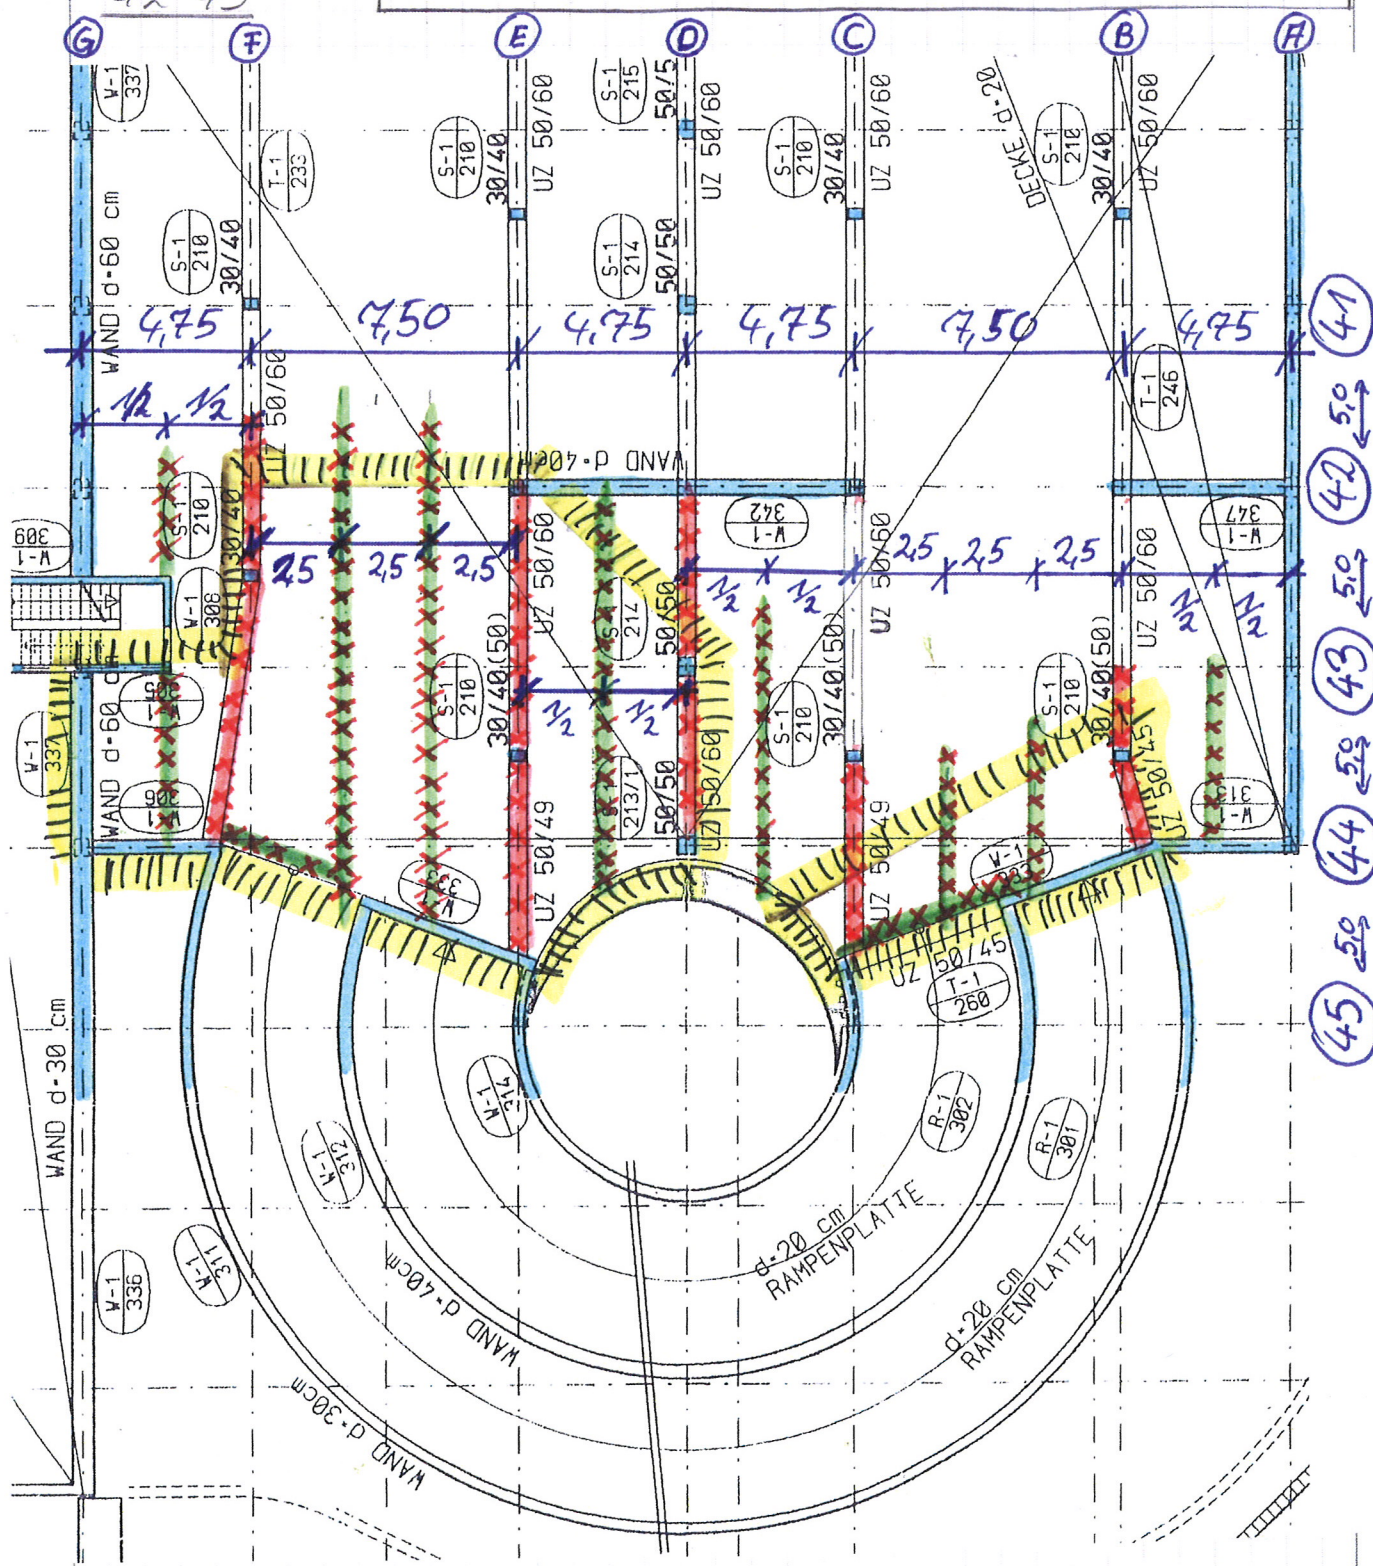 42-45
G F E D C B A
W-1
337
S-1
215
50/5
UZ 50/60
UZ 50/60
UZ 50/60
UZ 50/60
DECKE d=20
T-1
233
S-1
210
30/40
S-1
210
30/40
S-1
210
30/40
S-1
210
30/40
S-1
214
50/50
WAND d=60 cm
4,75 7,50 4,75 4,75 7,50 4,75
41
1/2 1/2
UZ 50/60
T-1
246
5,0
WAND d=40cm
42
S-1
210
30/40
W-1
309
W-1
308
2,5 2,5 2,5
UZ 50/60
W-1
342
UZ 50/60
2,5 2,5 2,5
UZ 50/60
W-1
347
5,0
1/2 1/2
1/2 1/2
S-1
214
50/50
43
W-1
305
W-1
337
WAND d=60
S-1
210
30/40(50)
1/2 1/2
S-1
210
30/40(50)
S-1
210
30/40(50)
UZ 50/60
UZ 50/45
5,0
W-1
306
213/1
50/50
W-1
313
44
UZ 50/49
UZ 50/49
W-1
5,0
UZ 50/45
T-1
260
45
WAND d=30 cm
W-1
314
R-1
302
R-1
301
W-1
312
W-1
311
W-1
336
d=20 cm
RAMPENPLATTE
d=20 cm
RAMPENPLATTE
WAND d=40cm
WAND d=30cm